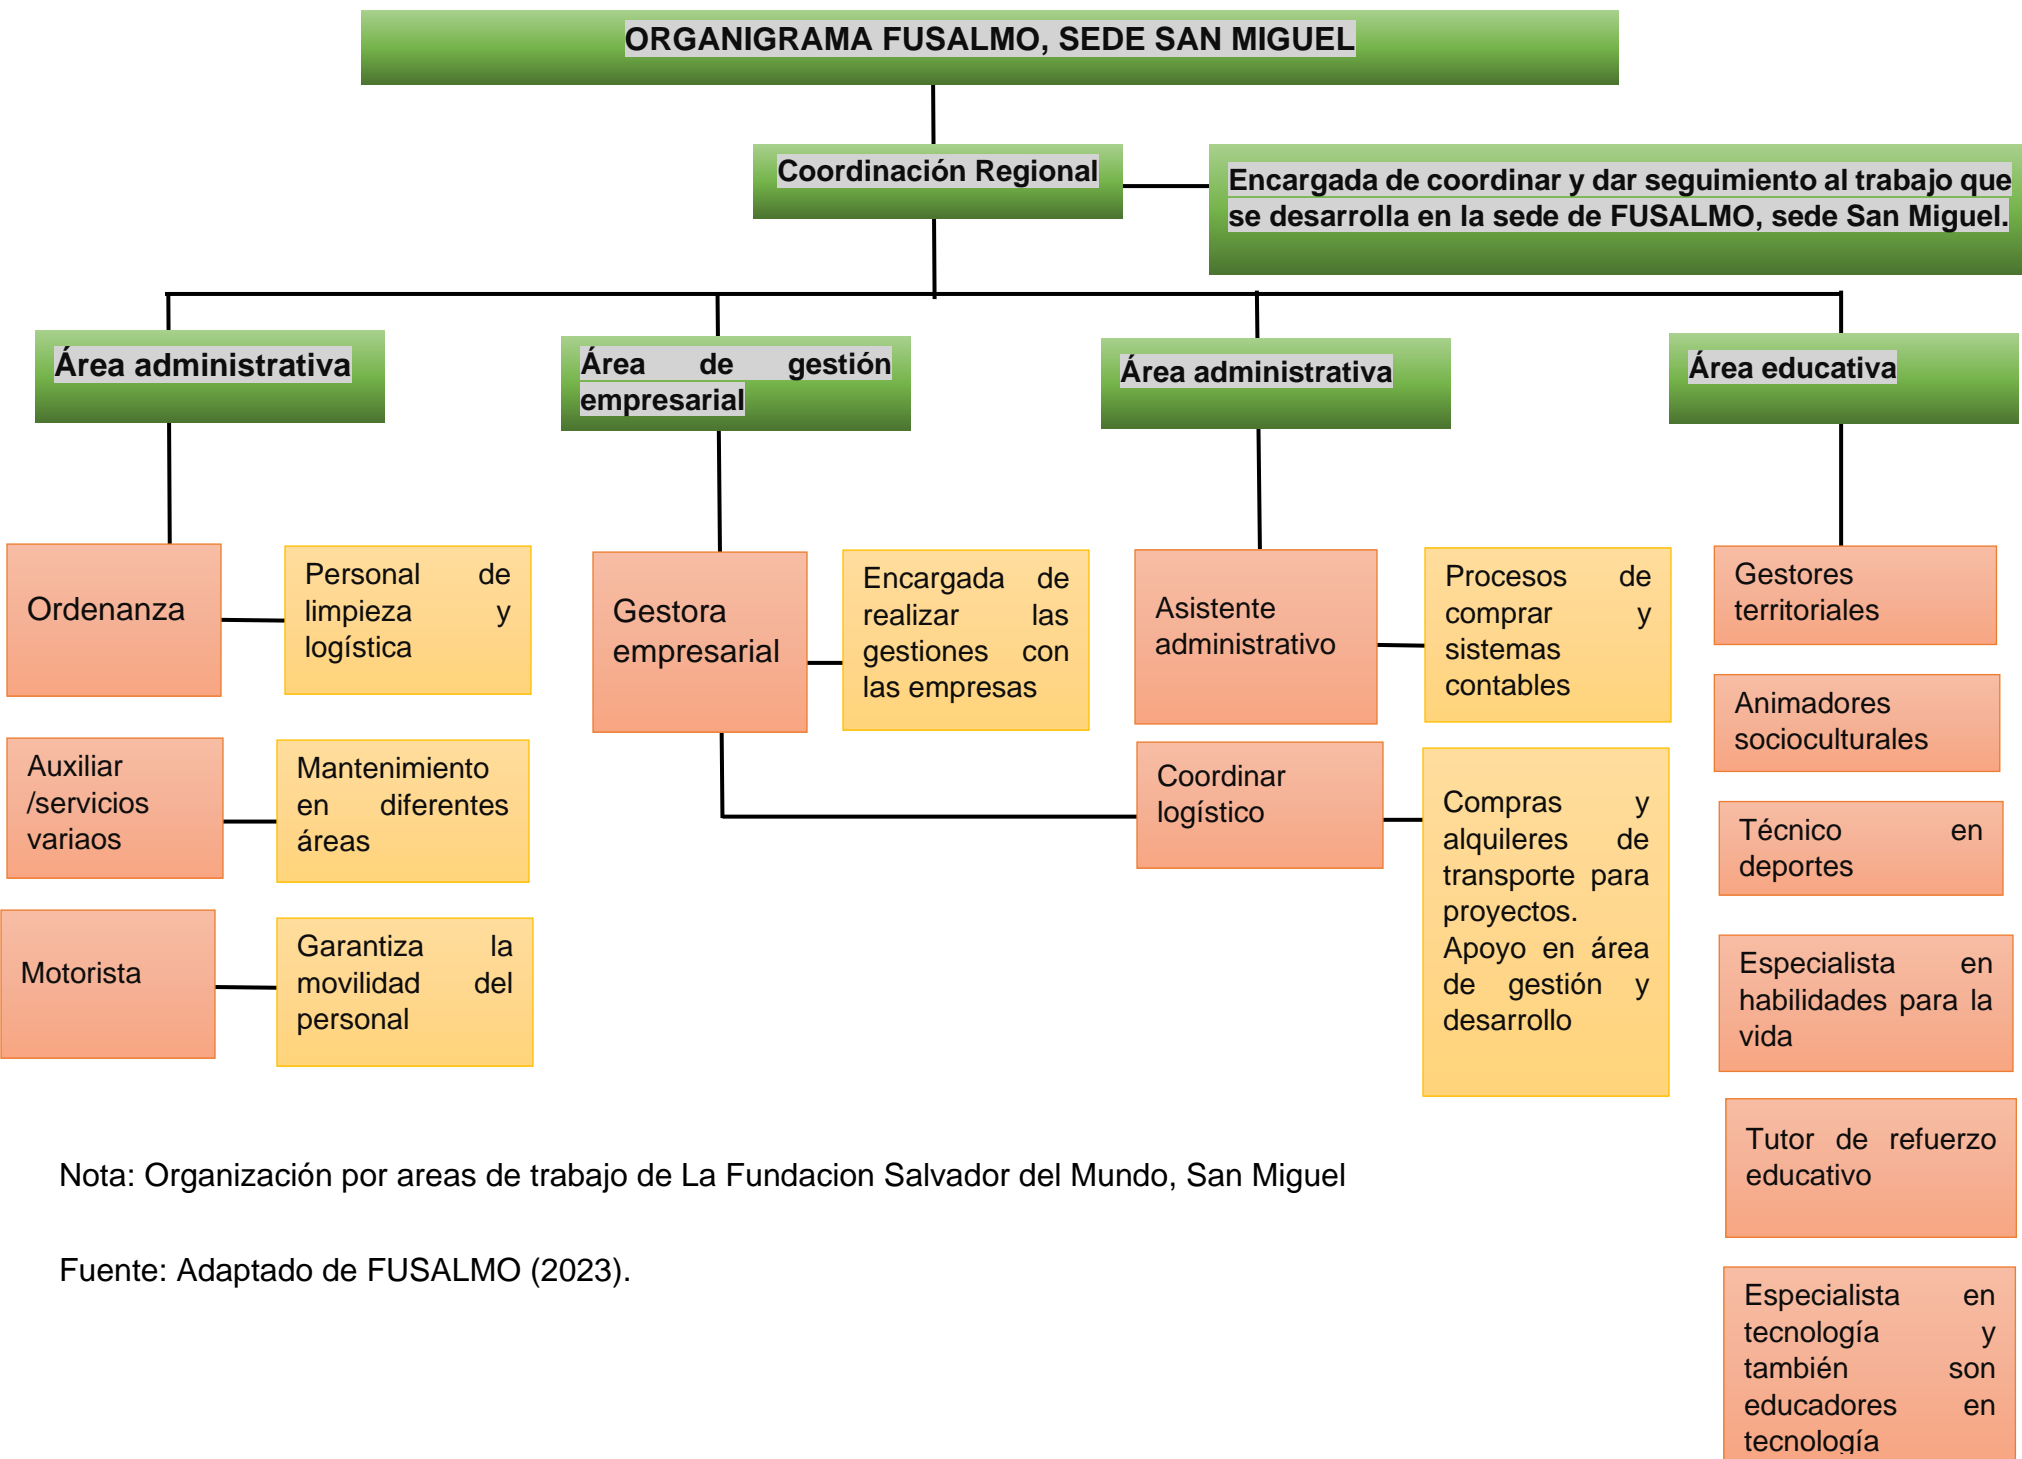 ORGANIGRAMA FUSALMO, SEDE SAN MIGUEL
Coordinación Regional
Encargada de coordinar y dar seguimiento al trabajo que
se desarrolla en la sede de FUSALMO, sede San Miguel.
Área administrativa
Área de gestión
empresarial
Área administrativa
Área educativa
Ordenanza
Personal de
limpieza y
logística
Auxiliar
/servicios
variaos
Mantenimiento
en diferentes
áreas
Motorista
Garantiza la
movilidad del
personal
Gestora
empresarial
Encargada de
realizar las
gestiones con
las empresas
Asistente
administrativo
Procesos de
comprar y
sistemas
contables
Coordinar
logístico
Compras y
alquileres de
transporte para
proyectos.
Apoyo en área
de gestión y
desarrollo
Gestores
territoriales
Animadores
socioculturales
Técnico en
deportes
Especialista en
habilidades para la
vida
Tutor de refuerzo
educativo
Especialista en
tecnología y
también son
educadores en
tecnología
Nota: Organización por areas de trabajo de La Fundacion Salvador del Mundo, San Miguel
Fuente: Adaptado de FUSALMO (2023).